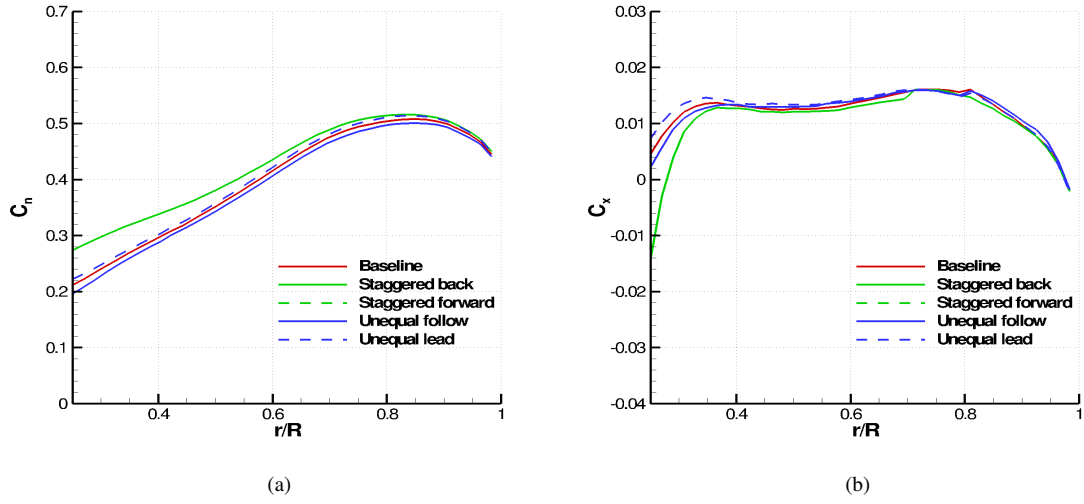 0.7
0.6
0.5
0.4
0.3
0.2
0.1
0
Cn
0.4 0.6 0.8 1
r/R
Baseline
Staggered back
Staggered forward
Unequal follow
Unequal lead
(a)
0.03
0.02
0.01
0
-0.01
-0.02
-0.03
-0.04
Cx
0.4 0.6 0.8 1
r/R
Baseline
Staggered back
Staggered forward
Unequal follow
Unequal lead
(b)